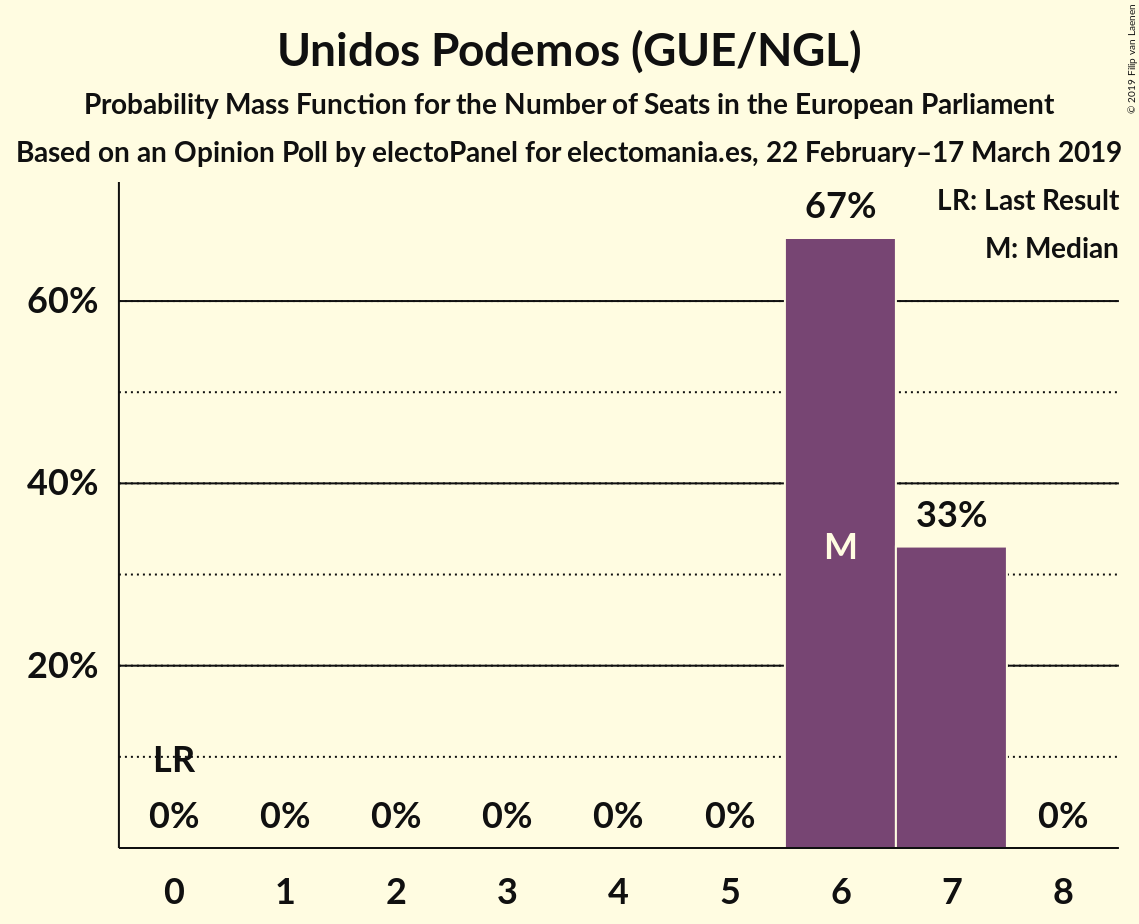 Unidos Podemos (GUE/NGL)
Probability Mass Function for the Number of Seats in the European Parliament
Based on an Opinion Poll by electoPanel for electomania.es, 22 February–17 March 2019
© 2019 Filip van Laenen
LR: Last Result
M: Median
67%
60%
40%
33%
M
20%
LR
0% 0% 0% 0% 0% 0% 0%
0 1 2 3 4 5 6 7 8